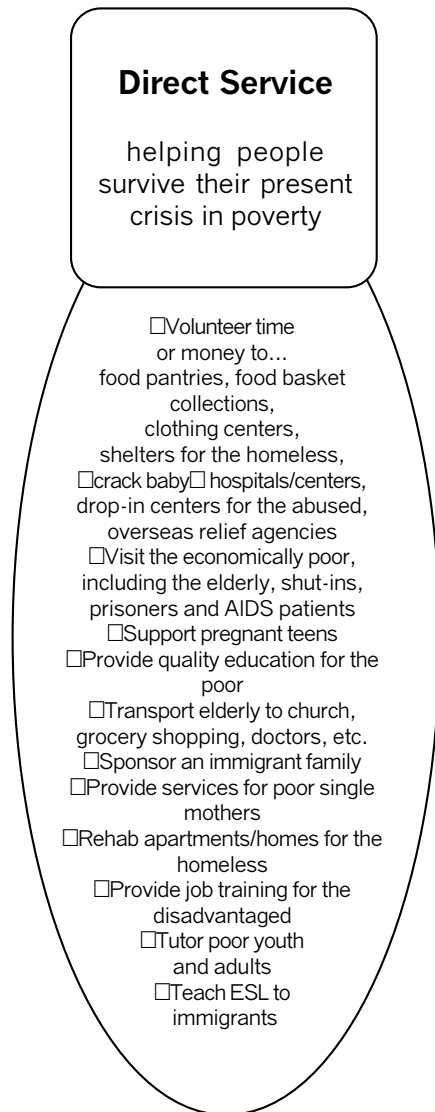 Direct Service
helping people
survive their present
crisis in poverty
□Volunteer time
or money to...
food pantries, food basket
collections,
clothing centers,
shelters for the homeless,
□crack baby□ hospitals/centers,
drop-in centers for the abused,
overseas relief agencies
□Visit the economically poor,
including the elderly, shut-ins,
prisoners and AIDS patients
□Support pregnant teens
□Provide quality education for the
poor
□Transport elderly to church,
grocery shopping, doctors, etc.
□Sponsor an immigrant family
□Provide services for poor single
mothers
□Rehab apartments/homes for the
homeless
□Provide job training for the
disadvantaged
□Tutor poor youth
and adults
□Teach ESL to
immigrants